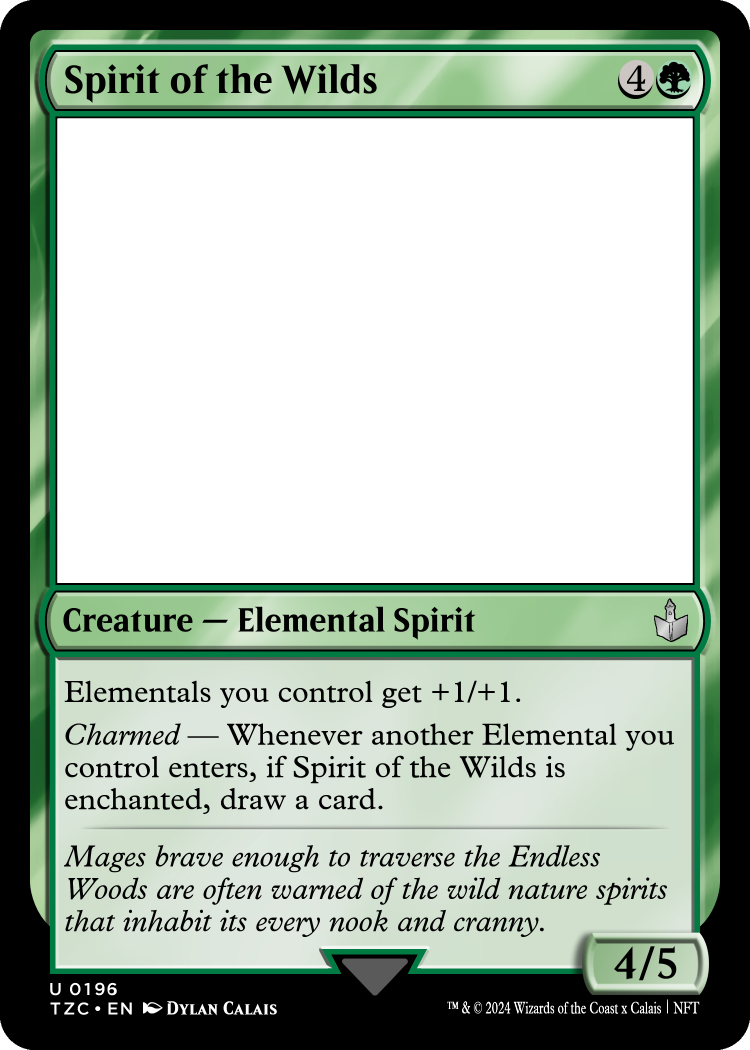 Spirit of the Wilds 4
Creature — Elemental Spirit
Elementals you control get +1/+1.
Charmed — Whenever another Elemental you
control enters, if Spirit of the Wilds is
enchanted, draw a card.
Mages brave enough to traverse the Endless
Woods are often warned of the wild nature spirits
that inhabit its every nook and cranny.
4/5
U 0196
TZC • EN DYLAN CALAIS
™ & © 2024 Wizards of the Coast x Calais | NFT